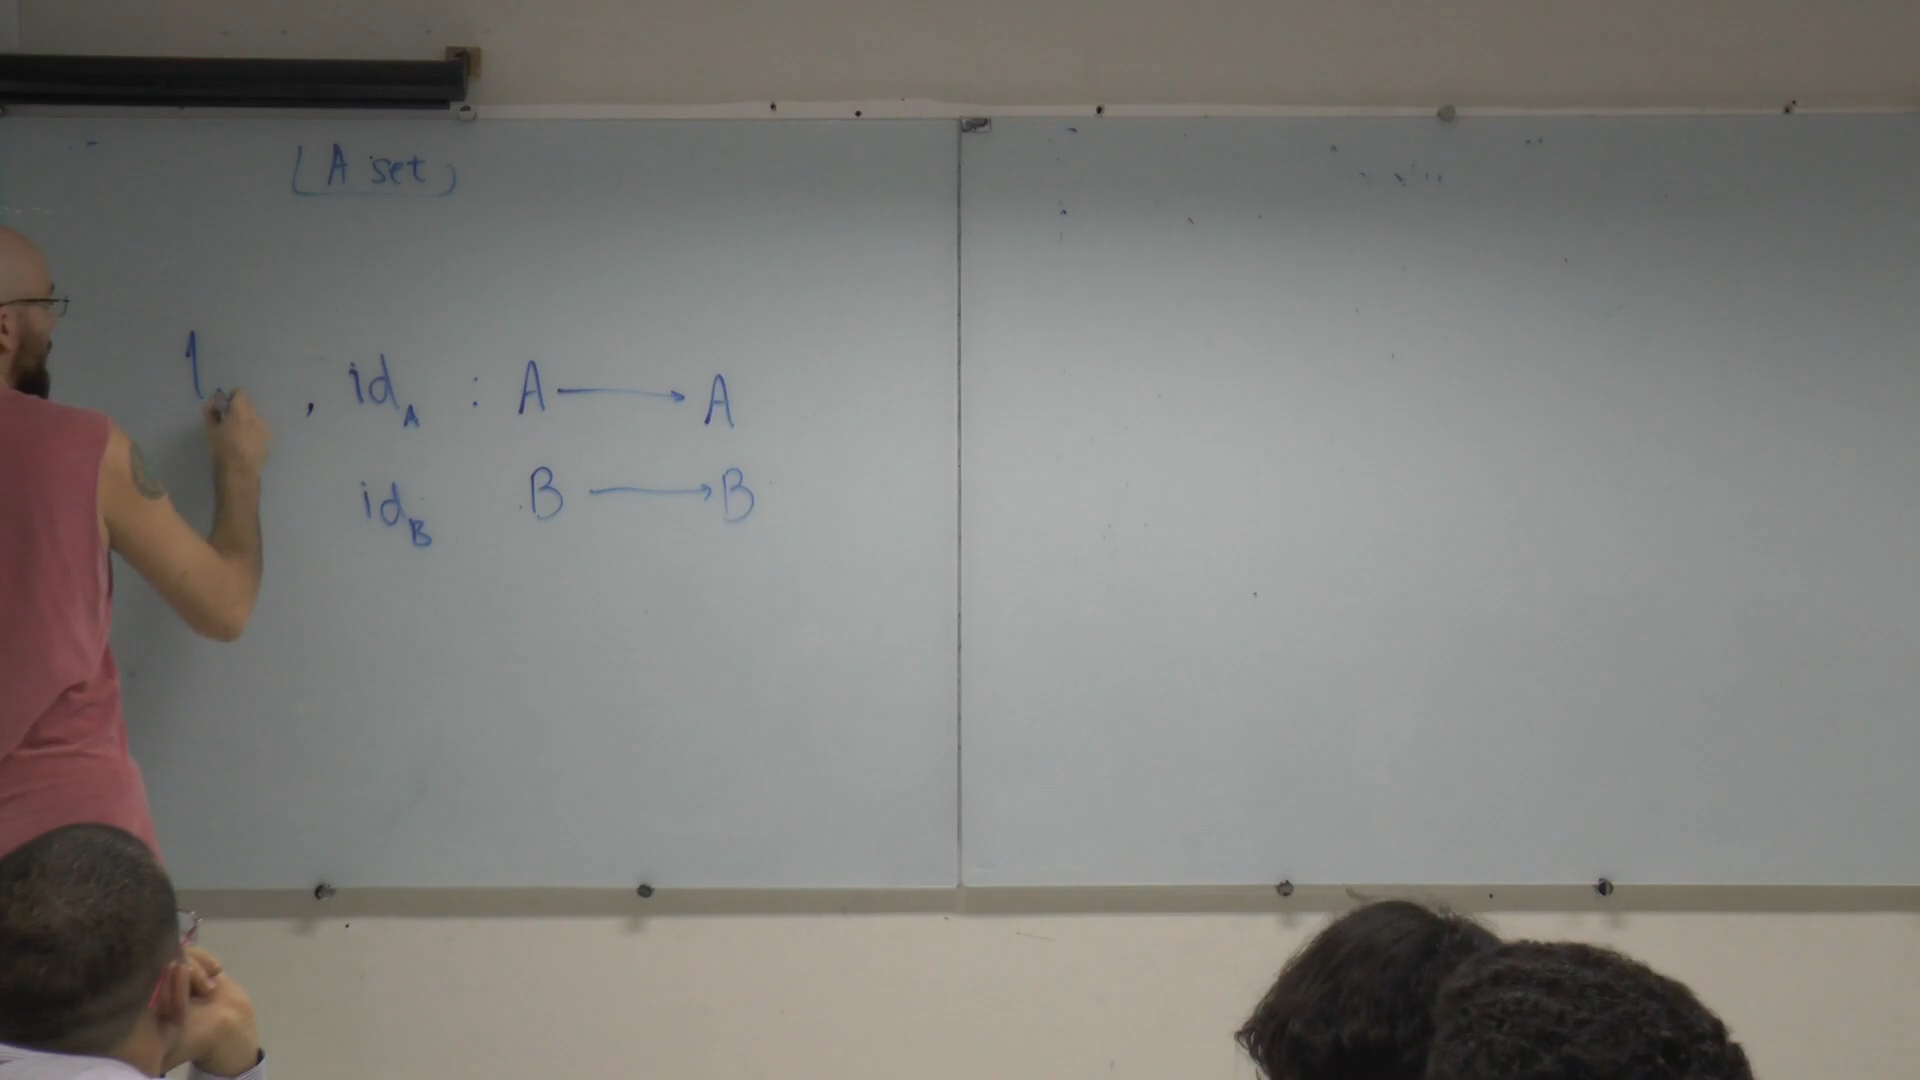 (A set)
1 , id_A : A → A
id_B B → B